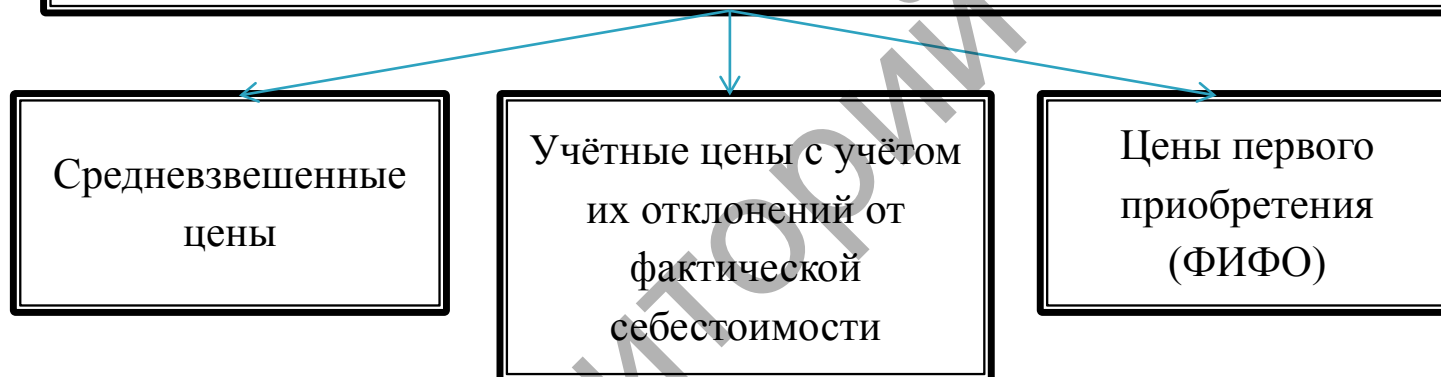 Средневзвешенные
цены
Учётные цены с учётом
их отклонений от
фактической
себестоимости
Цены первого
приобретения
(ФИФО)